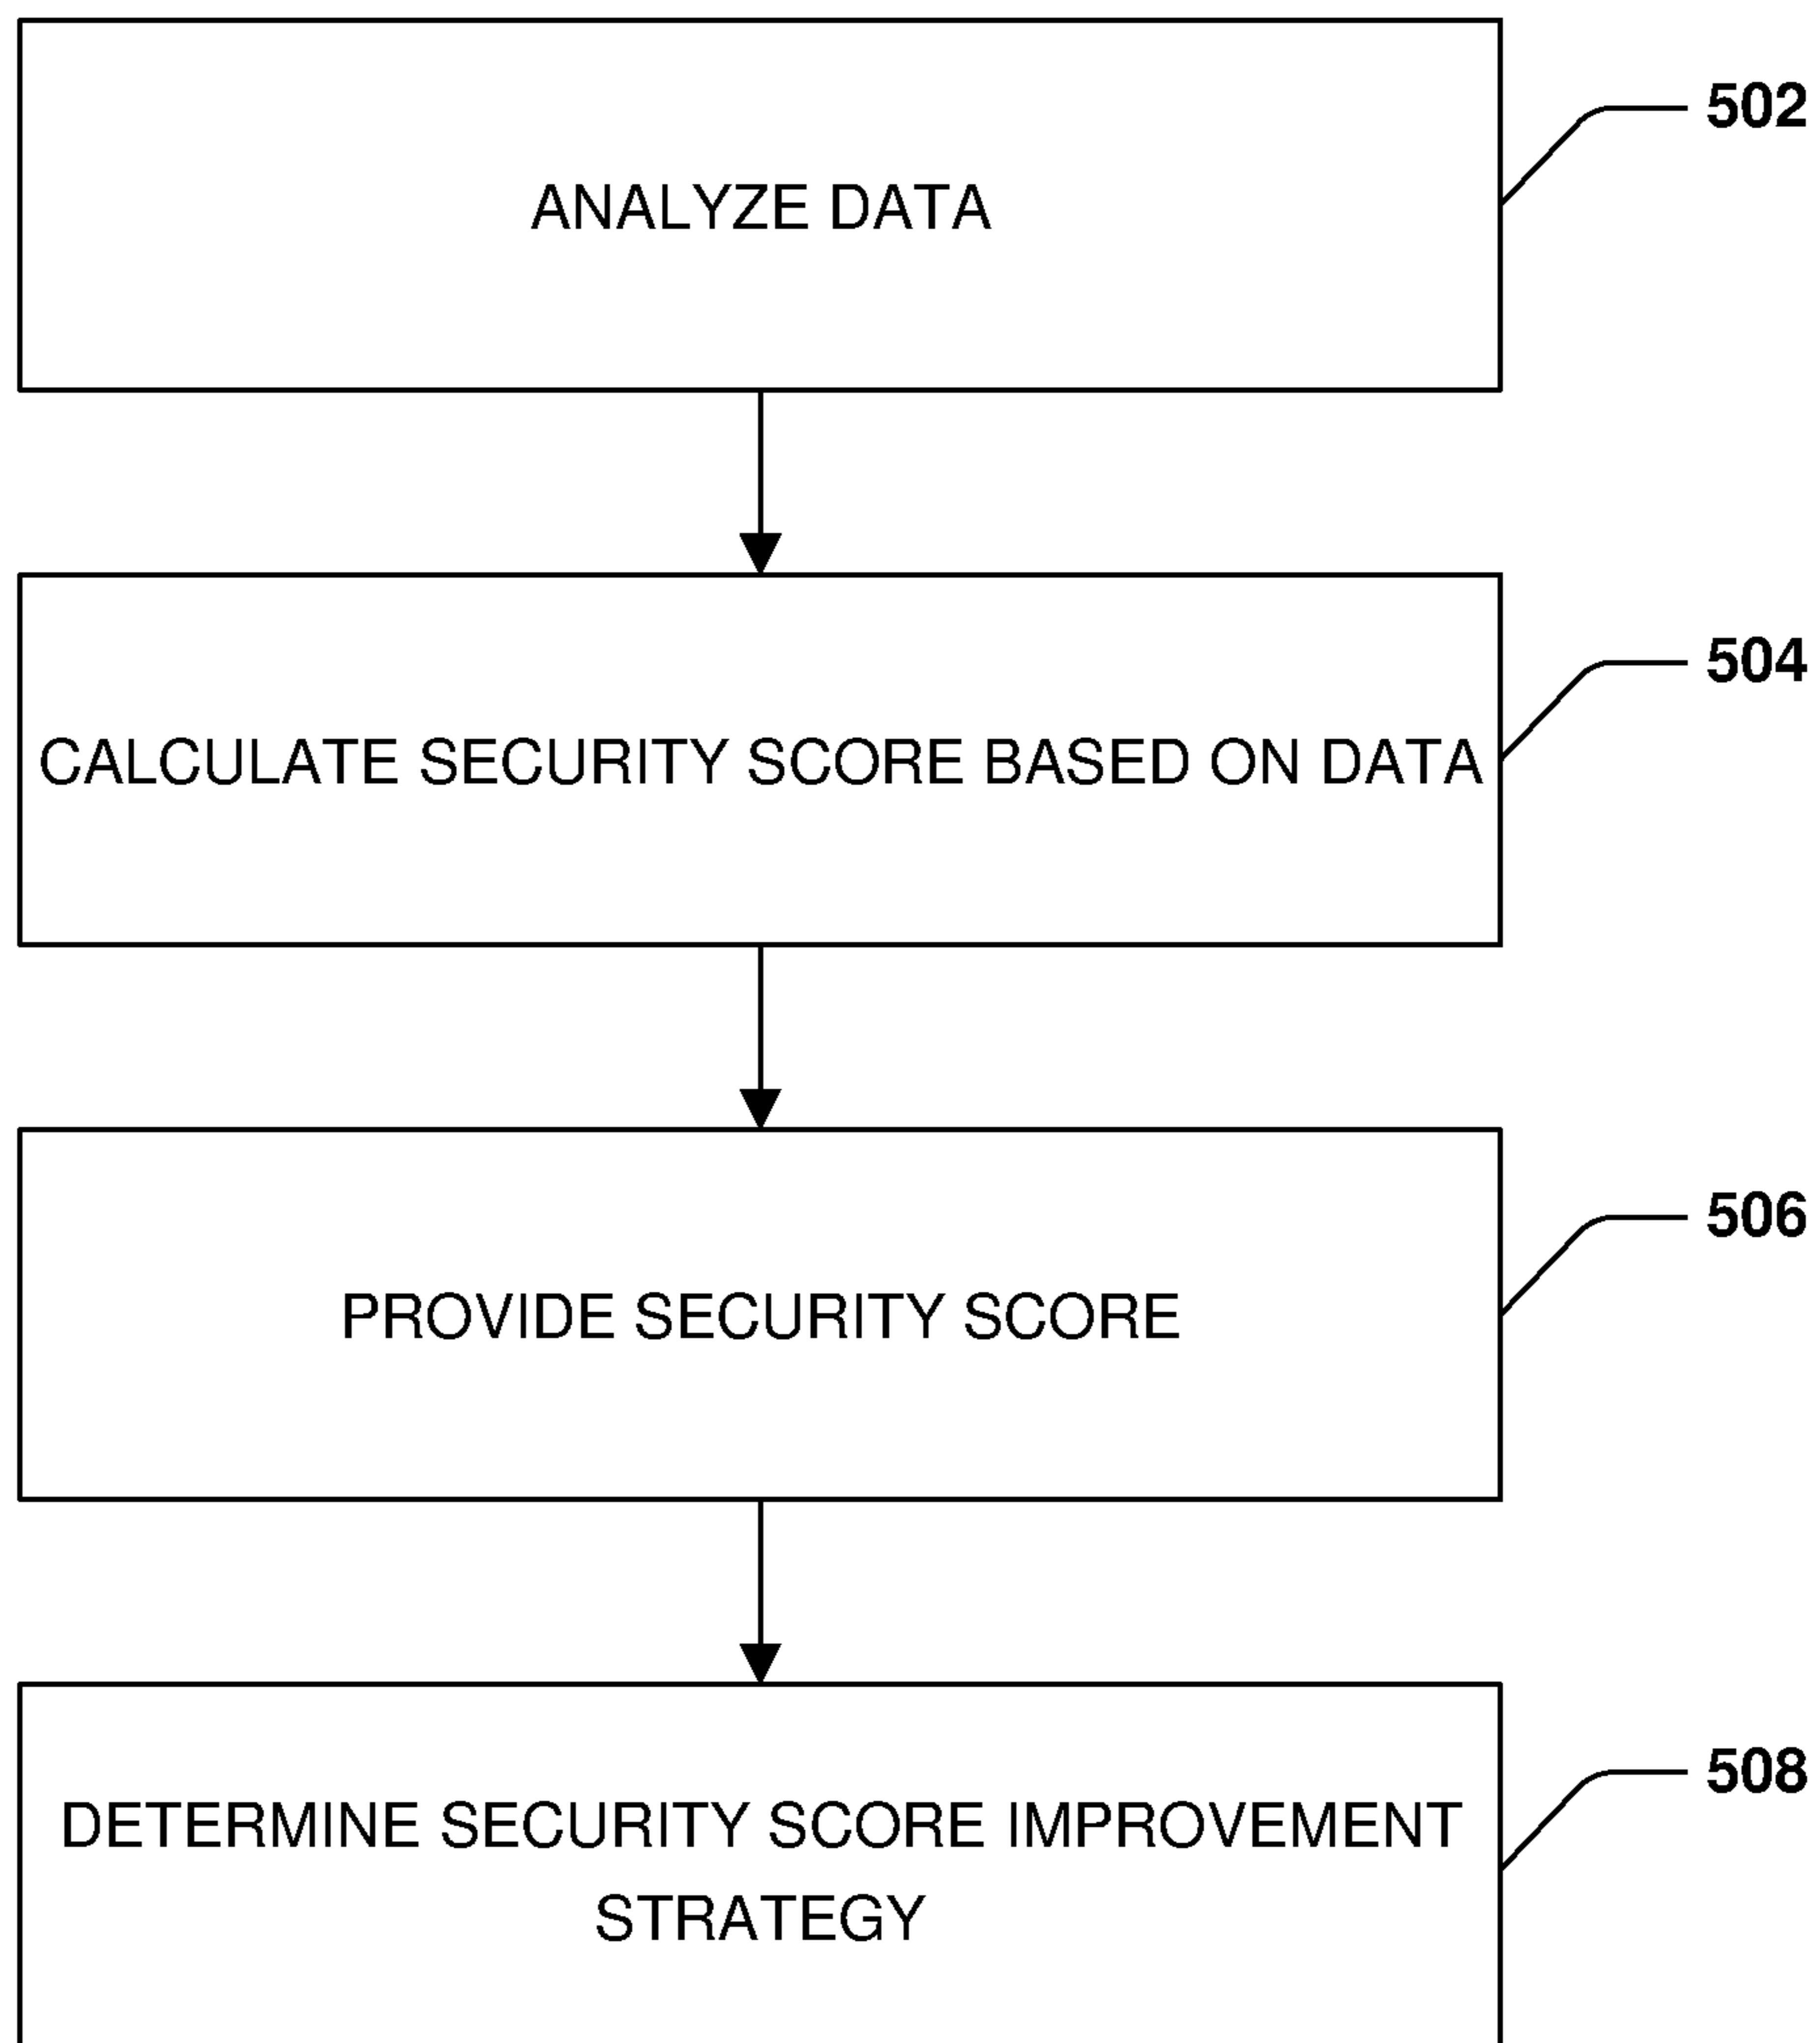 502
ANALYZE DATA
504
CALCULATE SECURITY SCORE BASED ON DATA
506
PROVIDE SECURITY SCORE
508
DETERMINE SECURITY SCORE IMPROVEMENT
STRATEGY